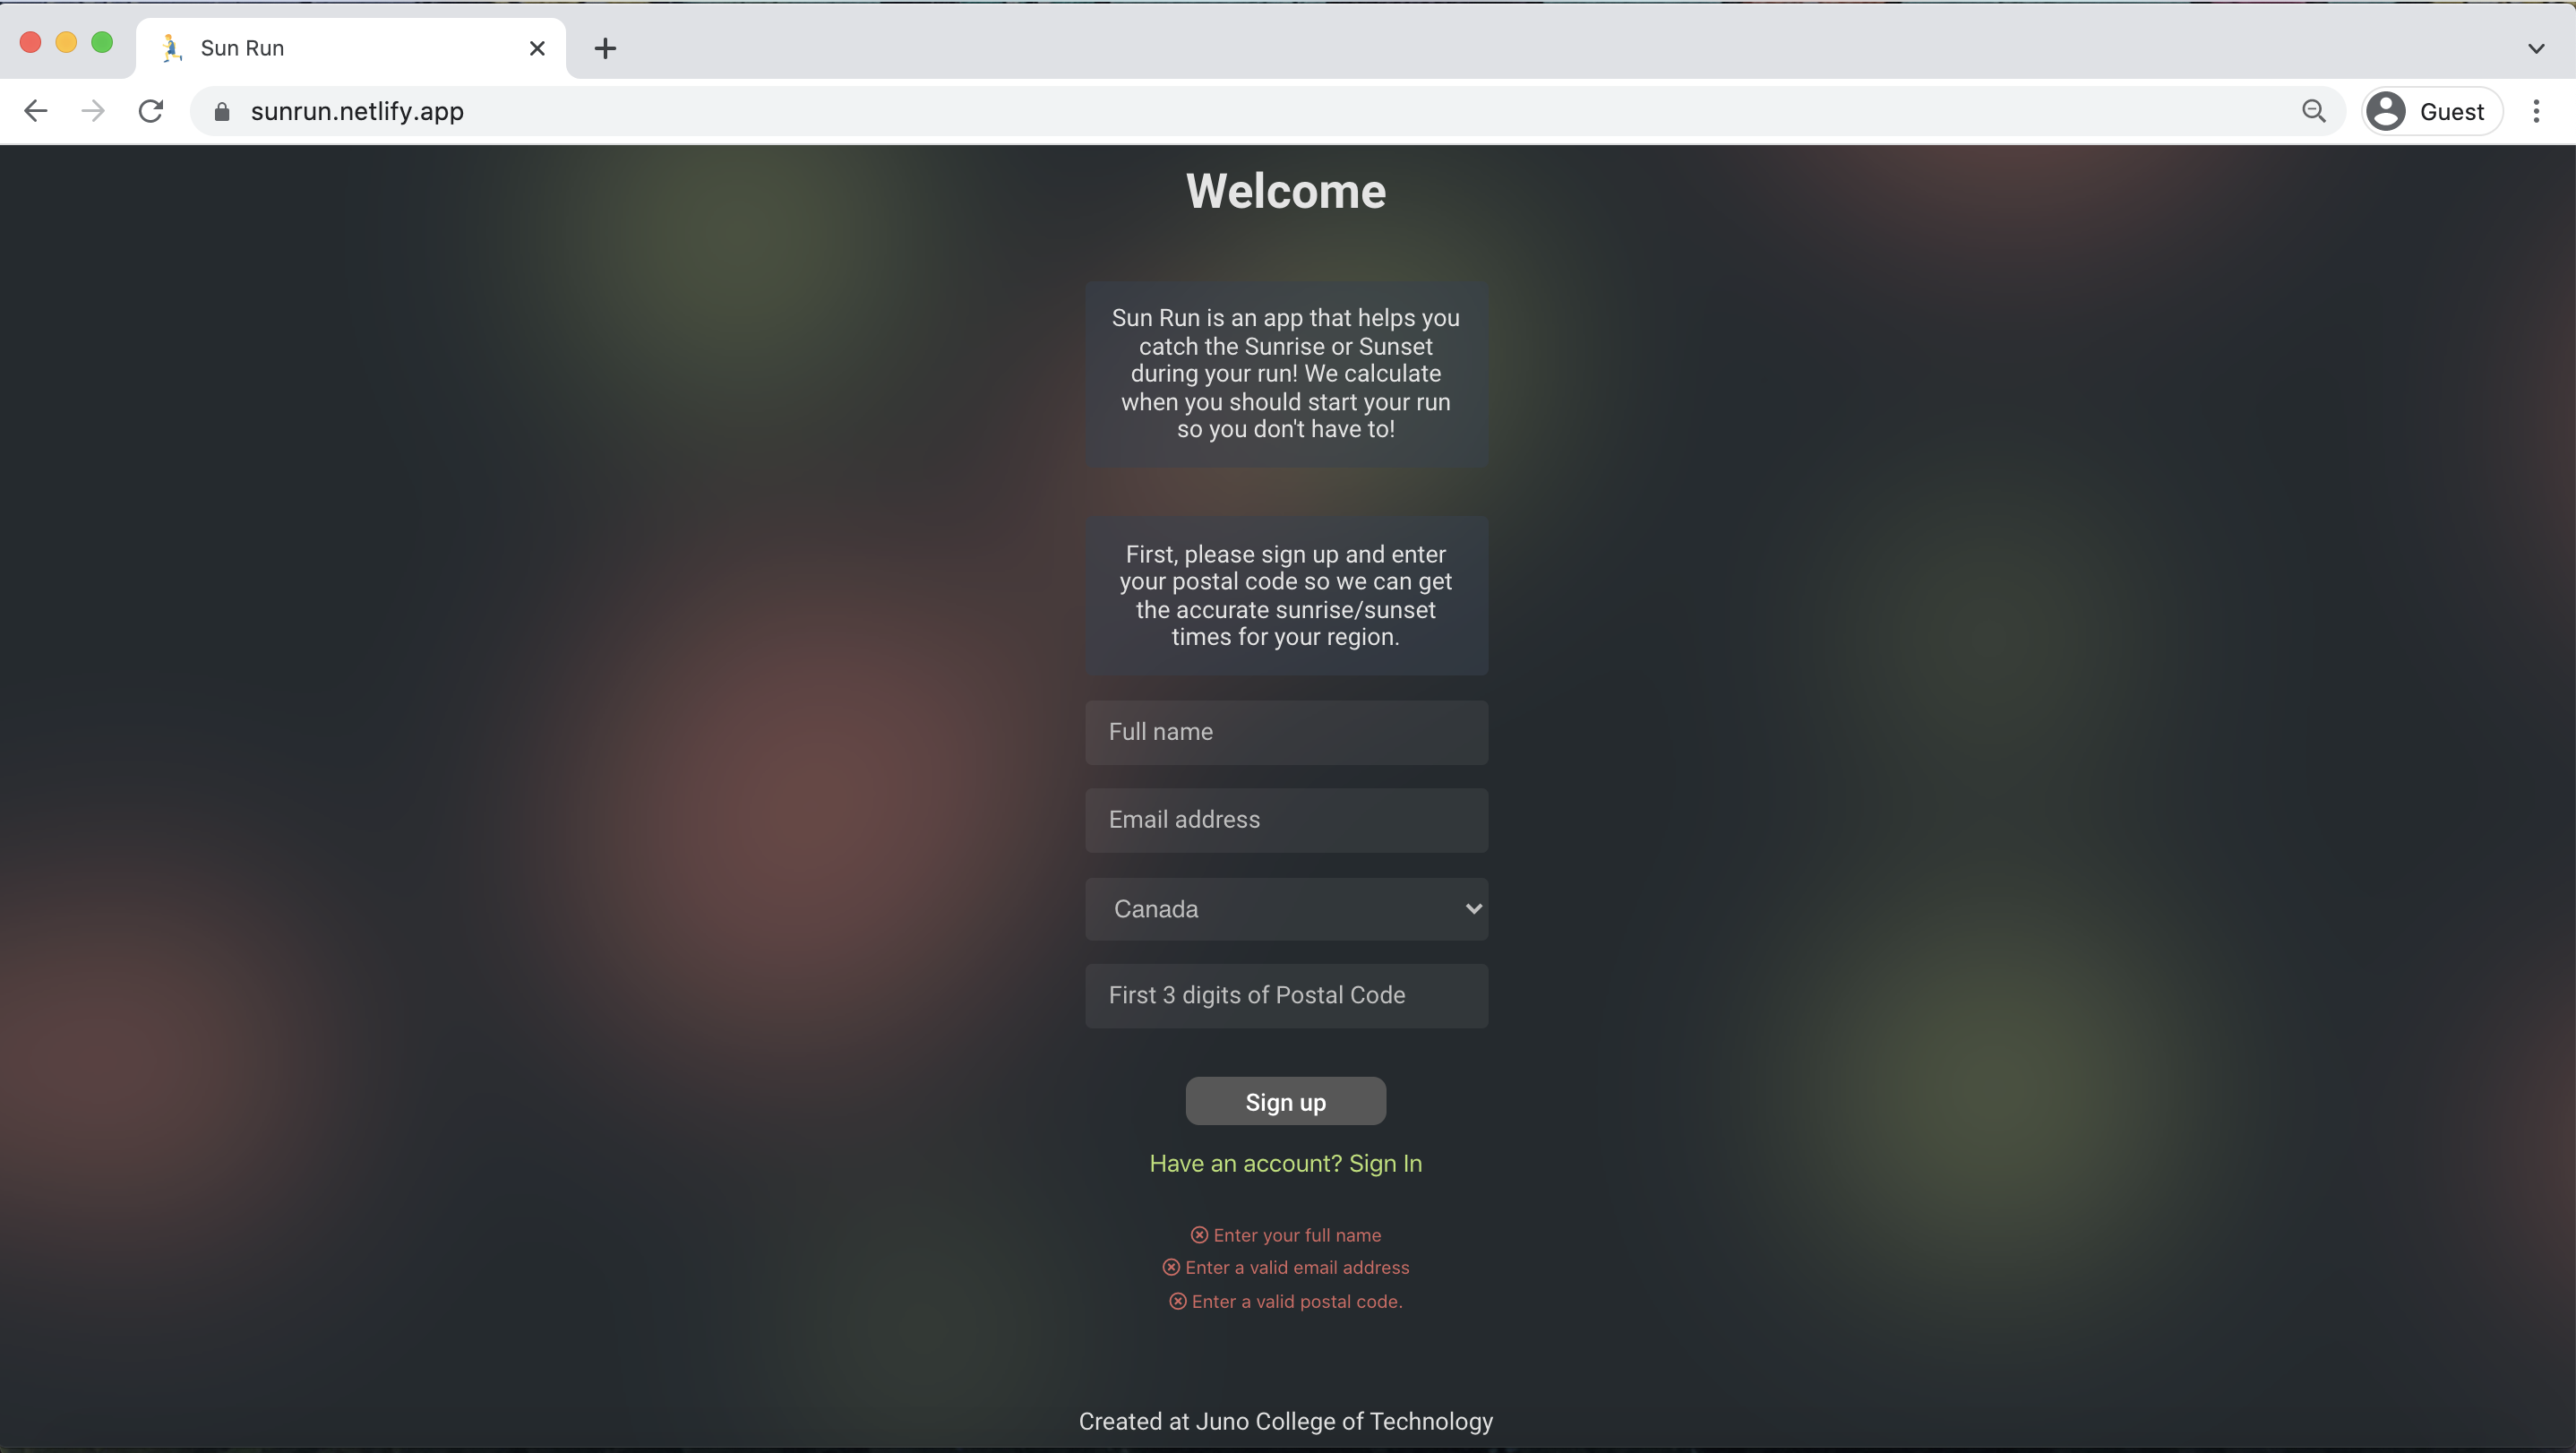 Sun Run
sunrun.netlify.app
Guest
Welcome
Sun Run is an app that helps you
catch the Sunrise or Sunset
during your run! We calculate
when you should start your run
so you don't have to!
First, please sign up and enter
your postal code so we can get
the accurate sunrise/sunset
times for your region.
Full name
Email address
Canada
First 3 digits of Postal Code
Sign up
Have an account? Sign In
Enter your full name
Enter a valid email address
Enter a valid postal code.
Created at Juno College of Technology